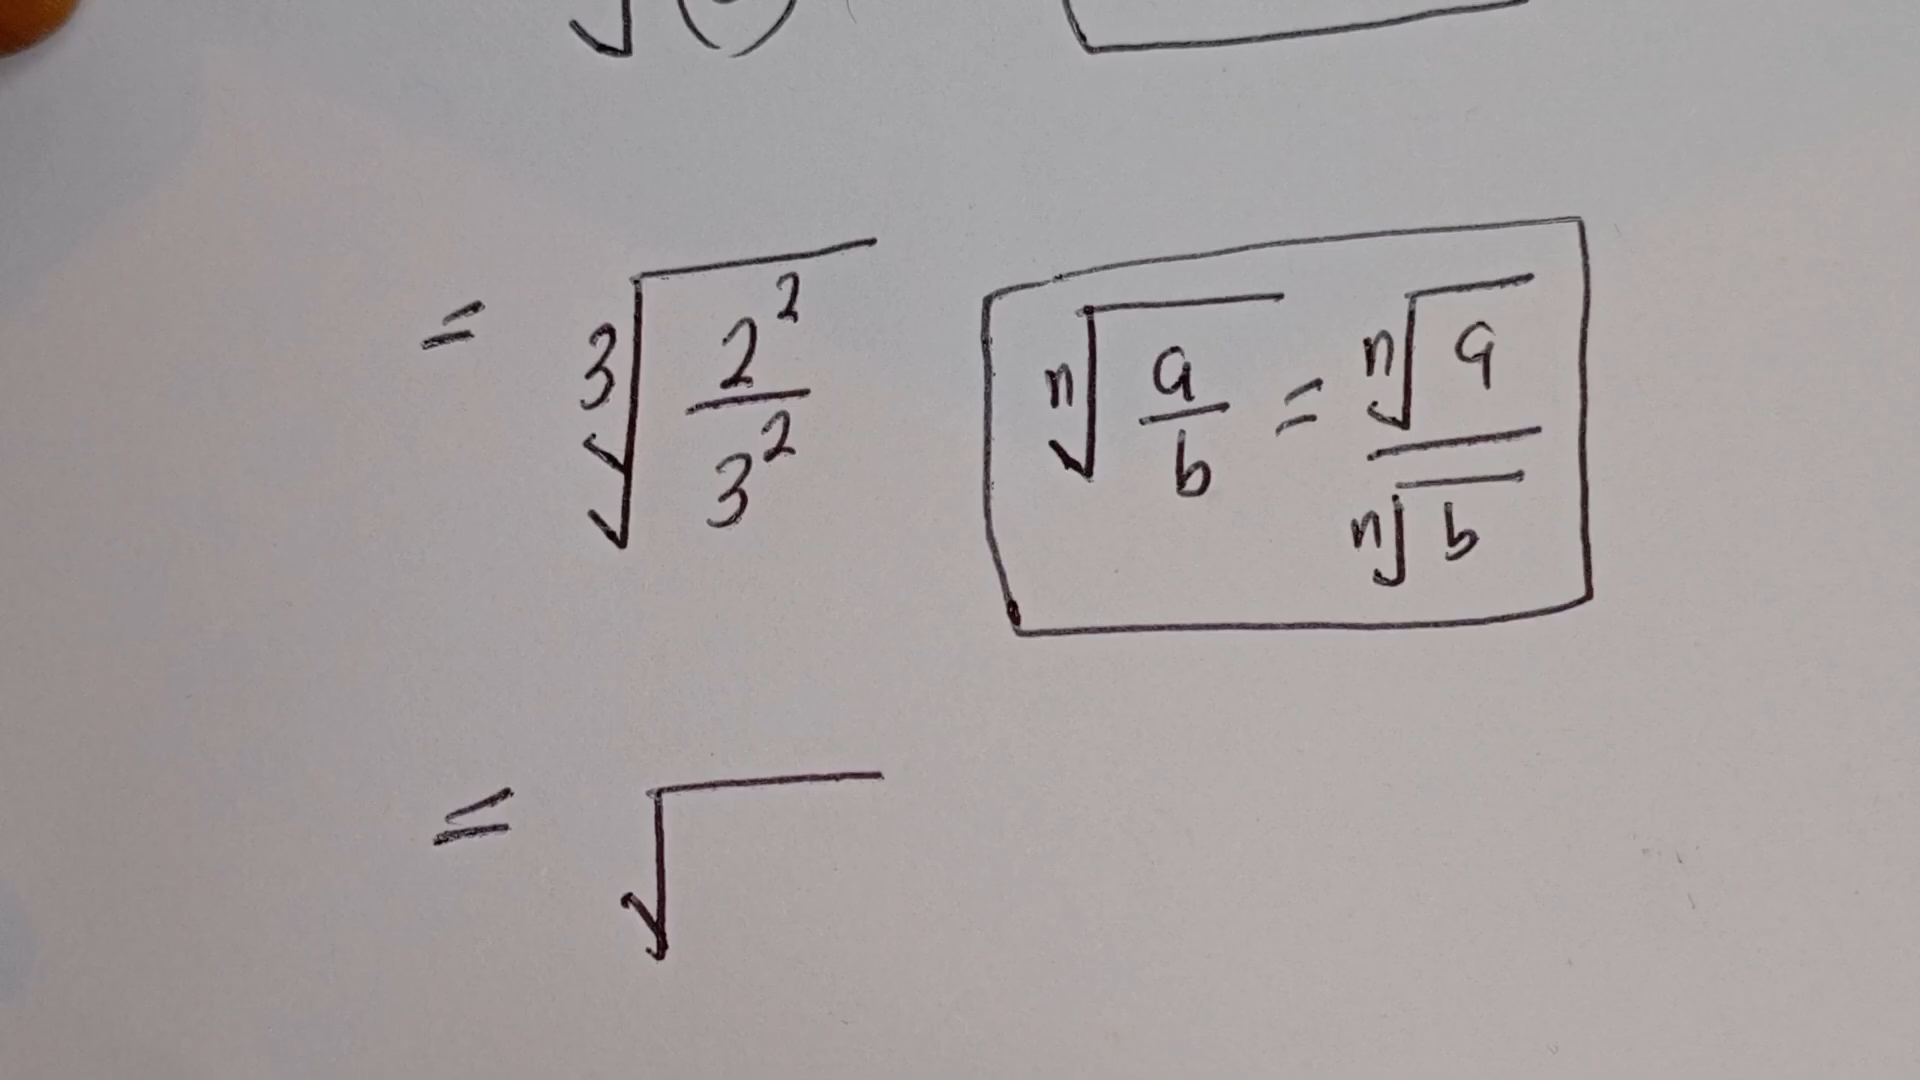 √( )
= ∛(2²/3²)   ⁿ√(a/b) = ⁿ√a / ⁿ√b
= √